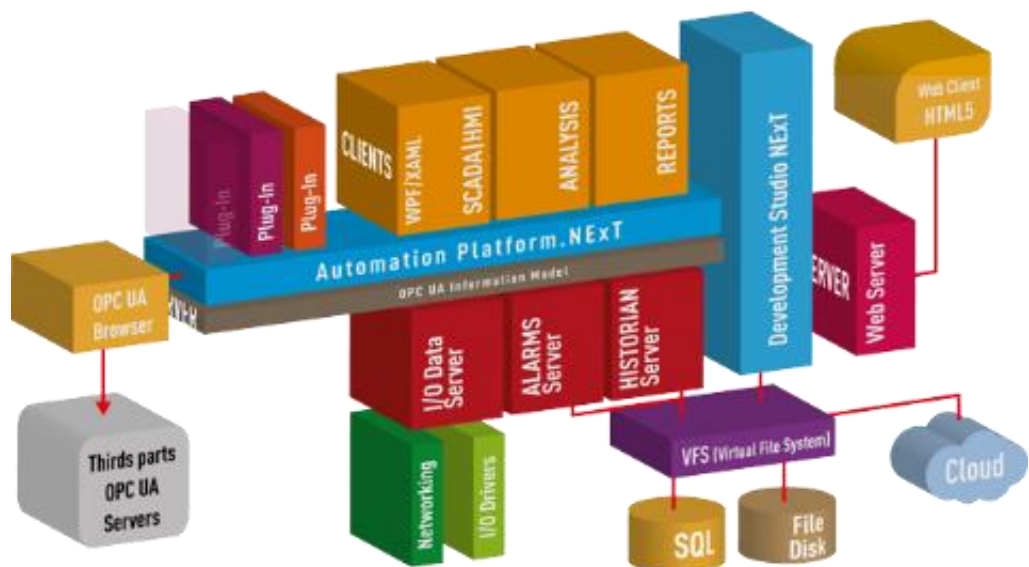 Plug-In
Plug-In
Plug-In
CLIENTS
WPF/XAML
SCADA|HMI
ANALYSIS
REPORTS
Development Studio NExT
Web Client
HTML5
Automation Platform.NExT
OPC UA Information Model
OPC UA
Browser
Thirds parts
OPC UA
Servers
I/O Data
Server
ALARMS
Server
HISTORIAN
Server
ERVER
Web Server
Networking
I/O Drivers
VFS (Virtual File System)
SQL
File
Disk
Cloud